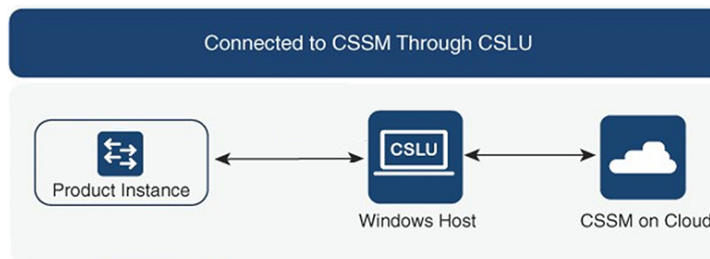 Connected to CSSM Through CSLU
CSLU
Product Instance
Windows Host
CSSM on Cloud